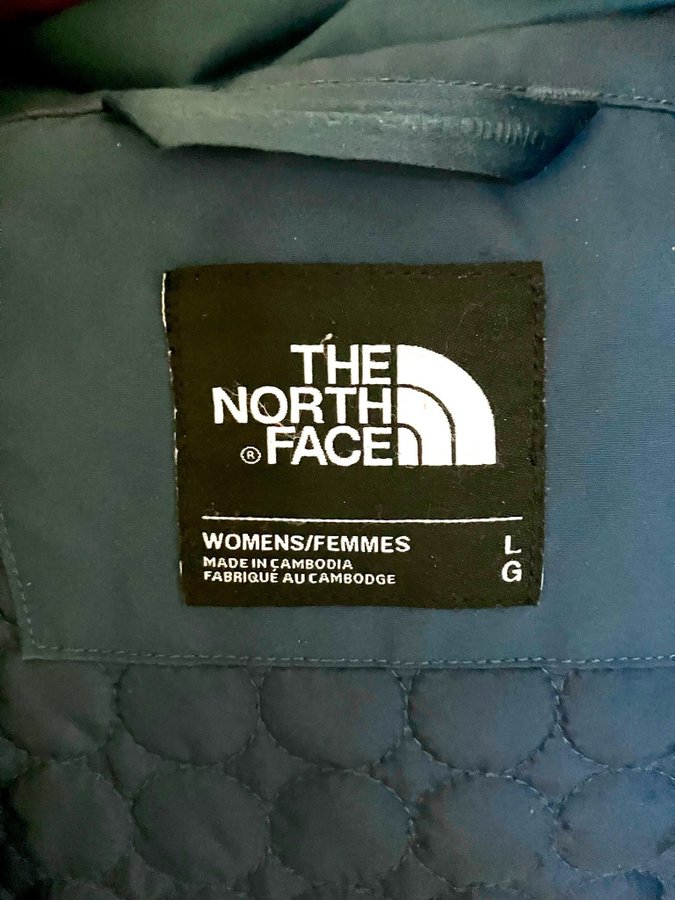 THE
NORTH
® FACE
WOMENS/FEMMES L
MADE IN CAMBODIA
FABRIQUÉ AU CAMBODGE G